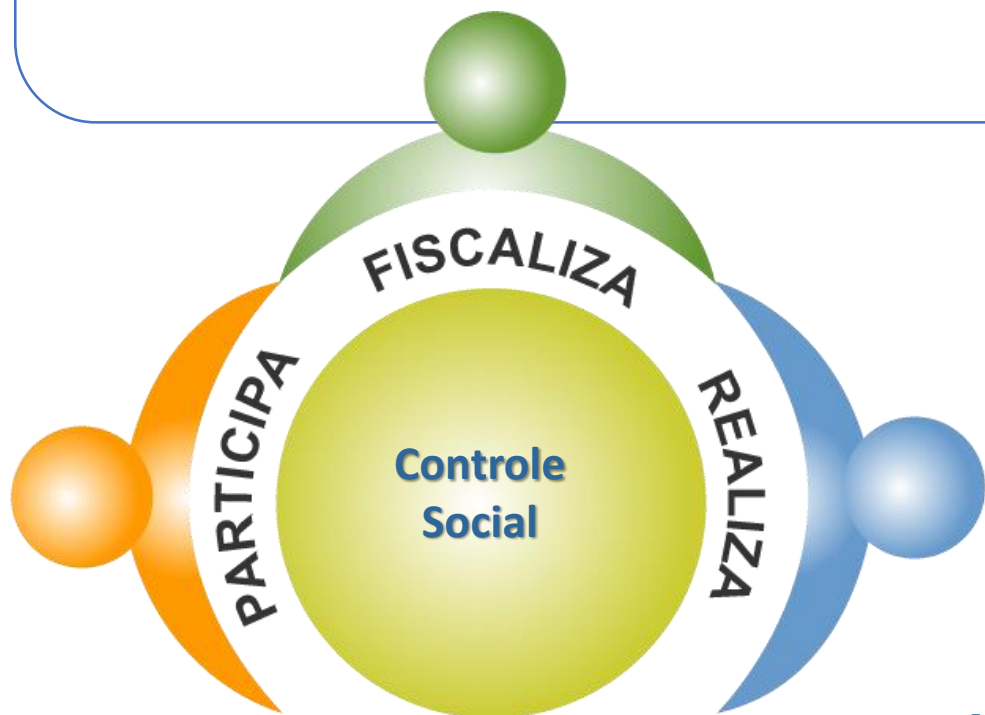 FISCALIZA
PARTICIPA
REALIZA
Controle
Social